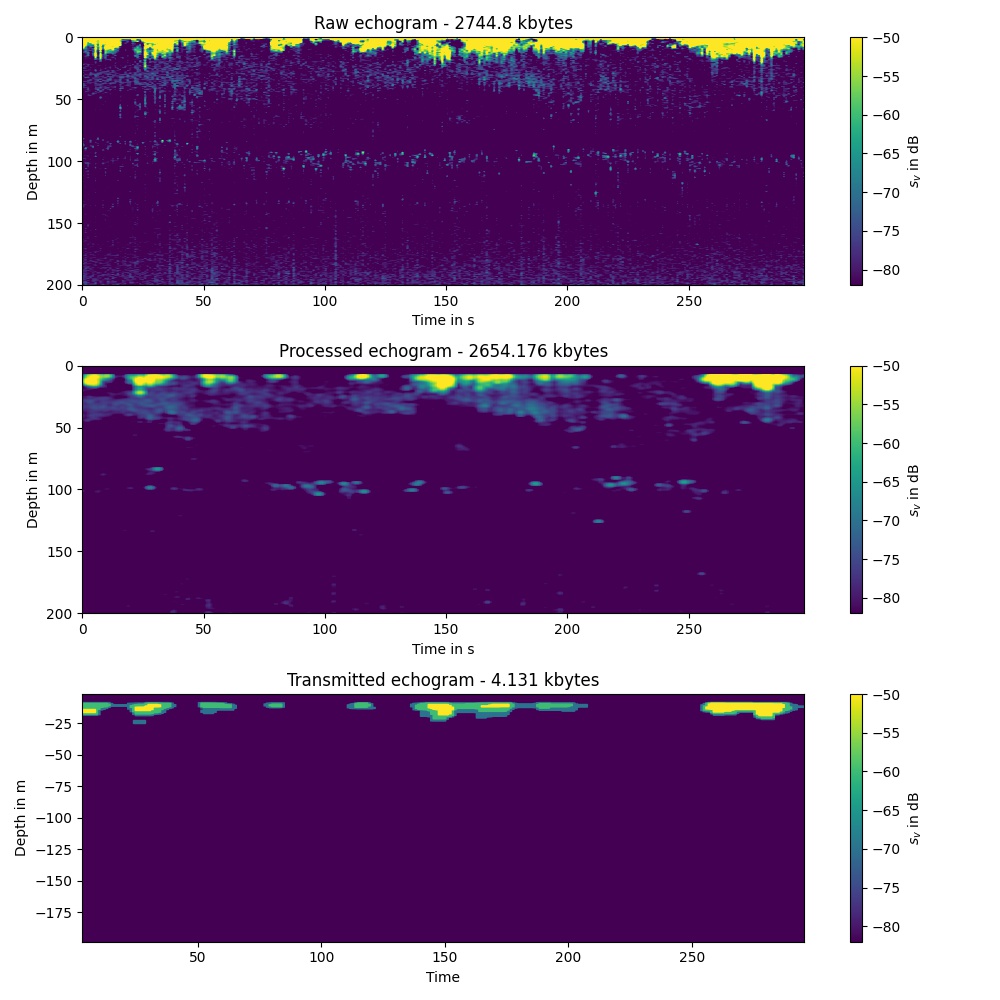 Raw echogram - 2744.8 kbytes
0
50
100
150
200
Depth in m
0 50 100 150 200 250
Time in s
−50
−55
−60
−65
−70
−75
−80
sv in dB
Processed echogram - 2654.176 kbytes
0
50
100
150
200
Depth in m
0 50 100 150 200 250
Time in s
−50
−55
−60
−65
−70
−75
−80
sv in dB
Transmitted echogram - 4.131 kbytes
−25
−50
−75
−100
−125
−150
−175
Depth in m
50 100 150 200 250
Time
−50
−55
−60
−65
−70
−75
−80
sv in dB